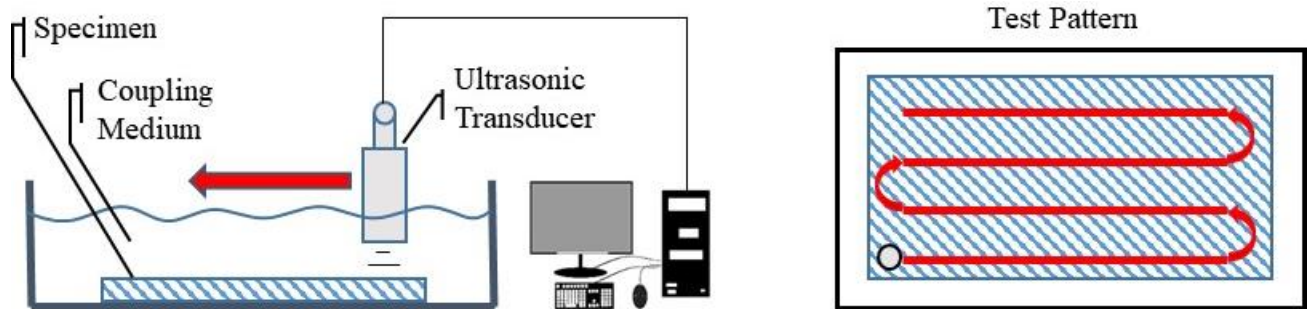 Specimen
Coupling
Medium
Ultrasonic
Transducer
Test Pattern